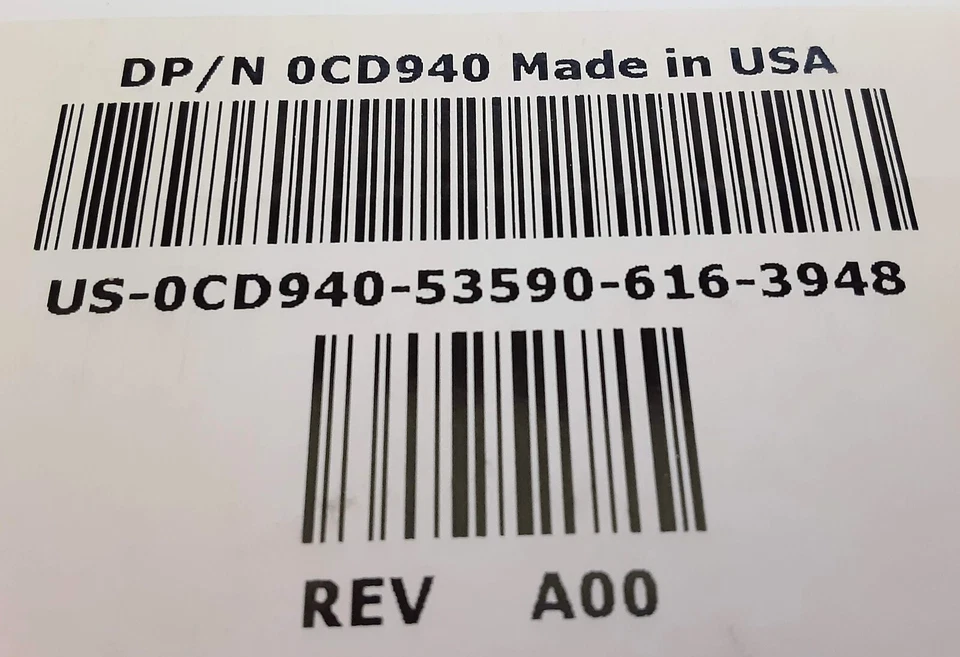 DP/N 0CD940 Made in USA
US-0CD940-53590-616-3948
REV A00